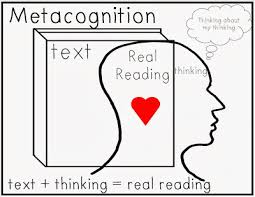 Metacognition
Thinking about
my thinking.
text
Real
Reading
thinking
text + thinking = real reading